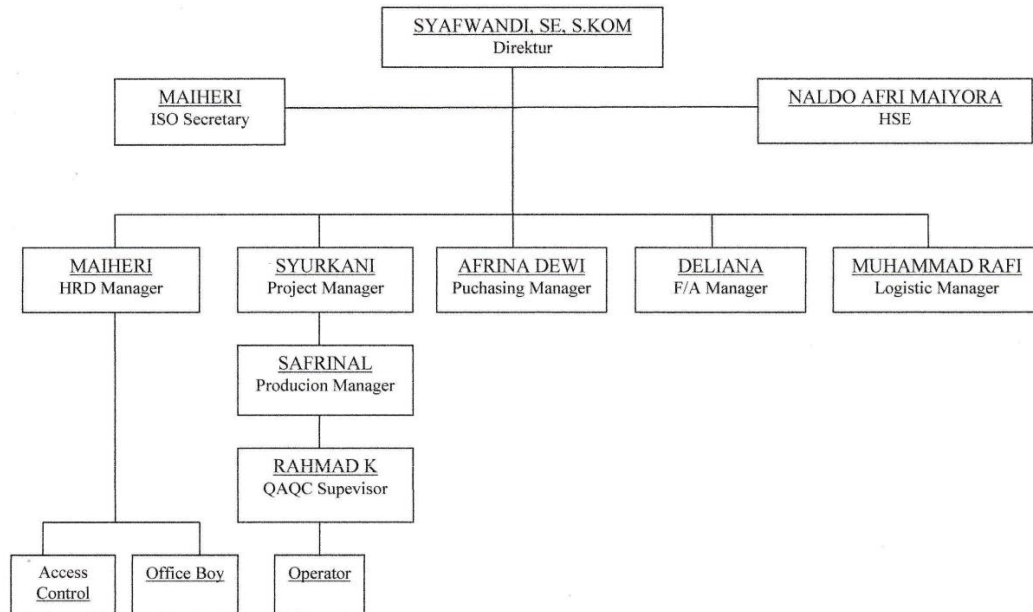 SYAFWANDI, SE, S.KOM
Direktur
MAIHERI
ISO Secretary
NALDO AFRI MAIYORA
HSE
MAIHERI
HRD Manager
SYURKANI
Project Manager
AFRINA DEWI
Puchasing Manager
DELIANA
F/A Manager
MUHAMMAD RAFI
Logistic Manager
SAFRINAL
Producion Manager
RAHMAD K
QAQC Supevisor
Access
Control
Office Boy
Operator